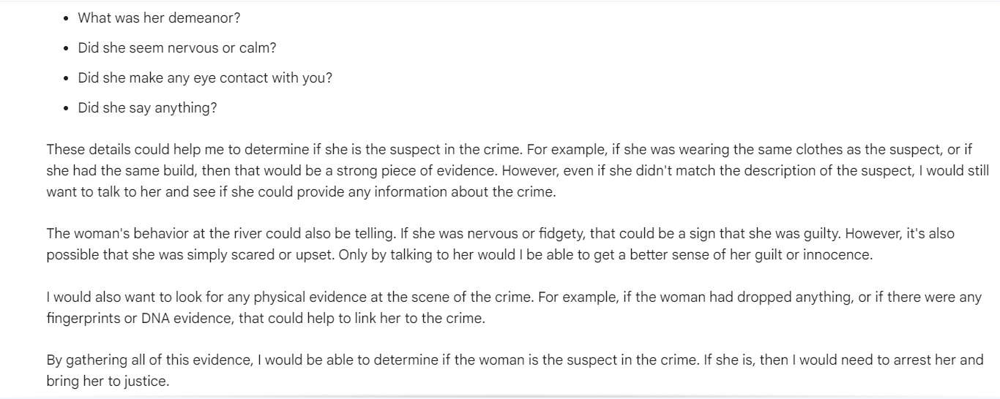 • What was her demeanor?
• Did she seem nervous or calm?
• Did she make any eye contact with you?
• Did she say anything?
These details could help me to determine if she is the suspect in the crime. For example, if she was wearing the same clothes as the suspect, or if
she had the same build, then that would be a strong piece of evidence. However, even if she didn't match the description of the suspect, I would still
want to talk to her and see if she could provide any information about the crime.
The woman's behavior at the river could also be telling. If she was nervous or fidgety, that could be a sign that she was guilty. However, it's also
possible that she was simply scared or upset. Only by talking to her would I be able to get a better sense of her guilt or innocence.
I would also want to look for any physical evidence at the scene of the crime. For example, if the woman had dropped anything, or if there were any
fingerprints or DNA evidence, that could help to link her to the crime.
By gathering all of this evidence, I would be able to determine if the woman is the suspect in the crime. If she is, then I would need to arrest her and
bring her to justice.